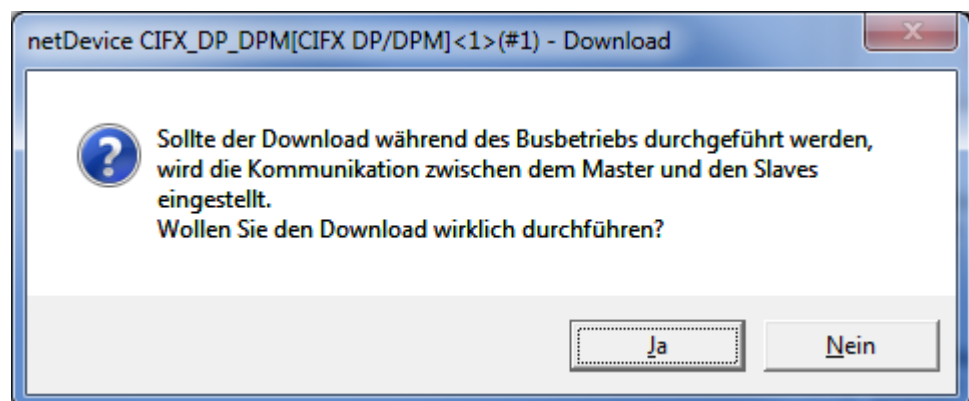 netDevice CIFX_DP_DPM[CIFX DP/DPM]<1>(#1) - Download
Sollte der Download während des Busbetriebs durchgeführt werden,
wird die Kommunikation zwischen dem Master und den Slaves
eingestellt.
Wollen Sie den Download wirklich durchführen?
Ja
Nein